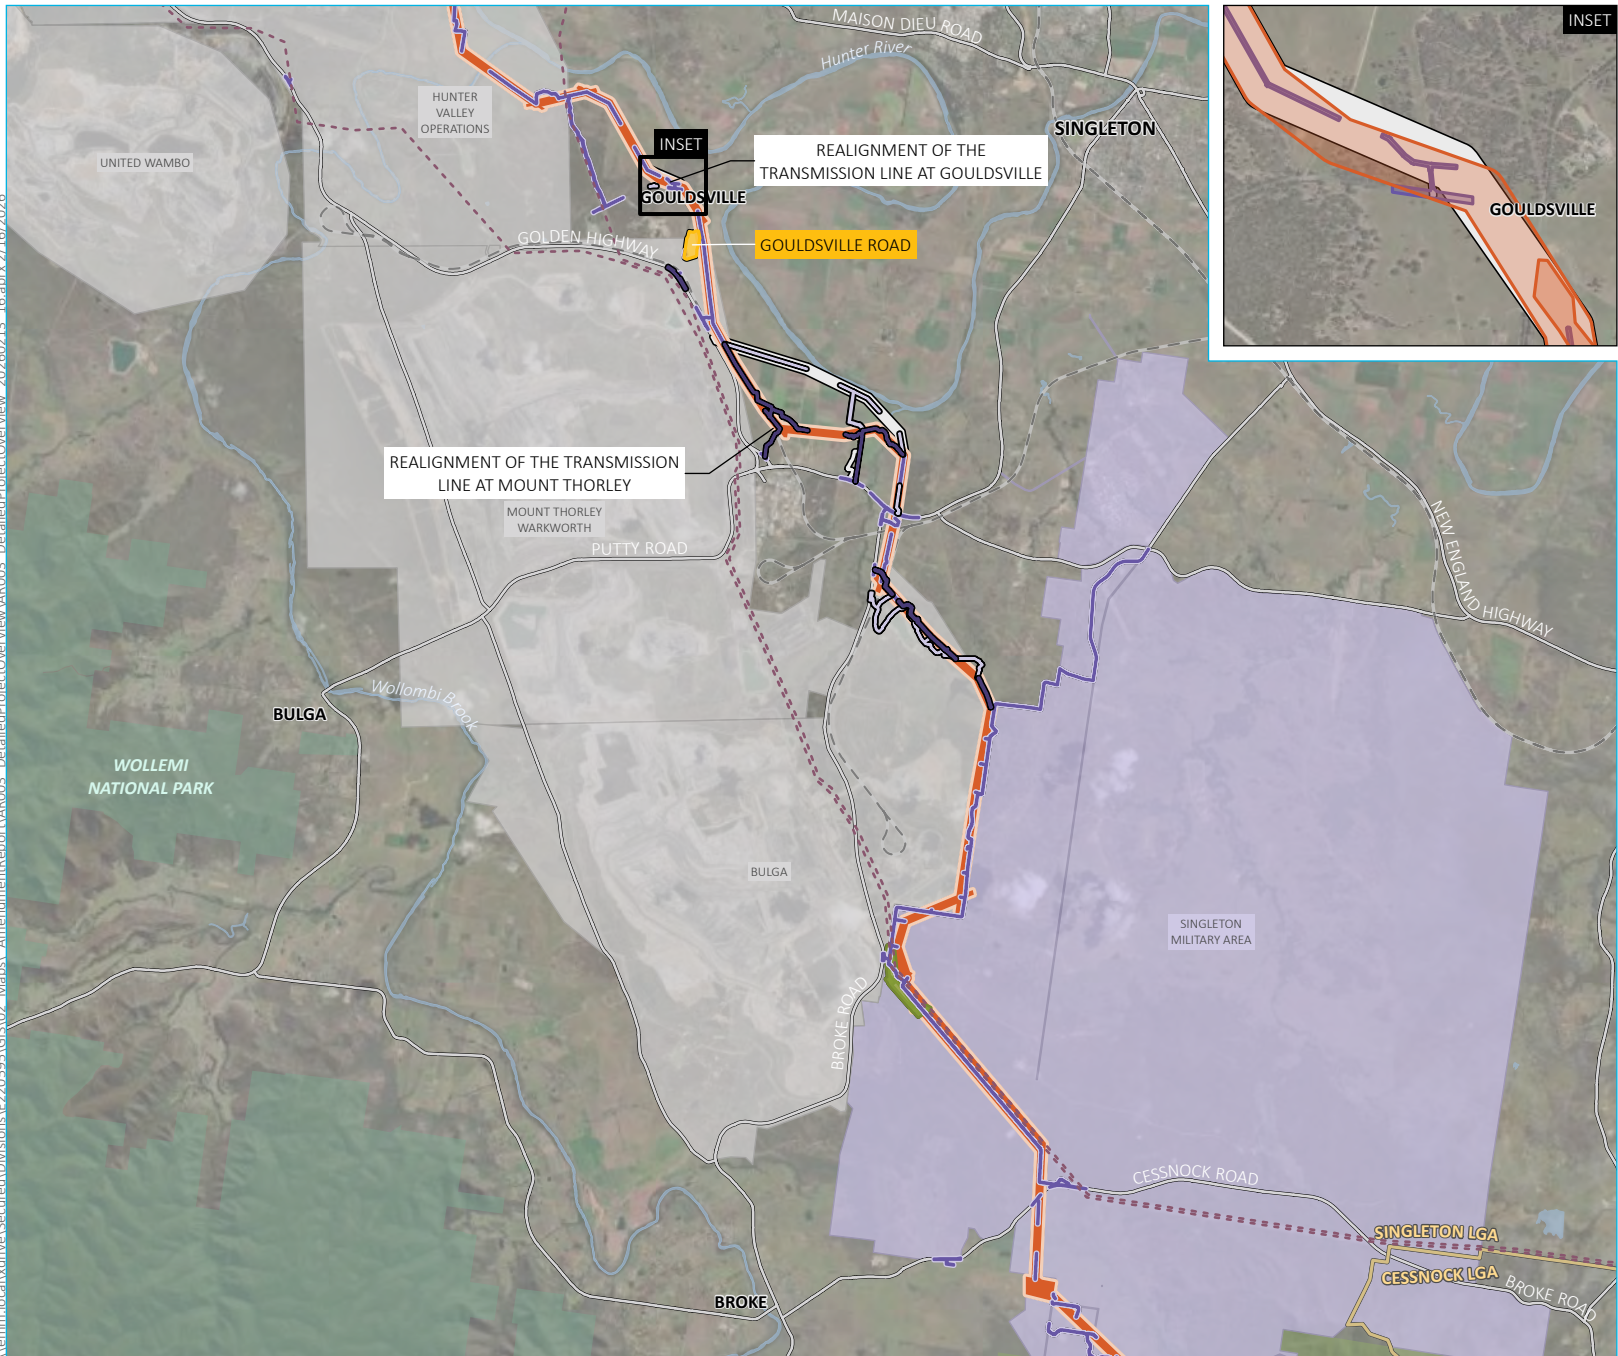 MAISON DIEU ROAD
INSET
Hunter River
HUNTER
VALLEY
OPERATIONS
SINGLETON
UNITED WAMBO
INSET
REALIGNMENT OF THE
TRANSMISSION LINE AT GOULDSVILLE
GOULDSVILLE
GOULDSVILLE
GOLDEN HIGHWAY
GOULDSVILLE ROAD
REALIGNMENT OF THE TRANSMISSION
LINE AT MOUNT THORLEY
MOUNT THORLEY
WARKWORTH
PUTTY ROAD
NEW ENGLAND HIGHWAY
Wollombi Brook
BULGA
WOLLEMI
NATIONAL PARK
BULGA
SINGLETON
MILITARY AREA
BROKE ROAD
CESSNOCK ROAD
SINGLETON LGA
CESSNOCK LGA
BROKE ROAD
BROKE